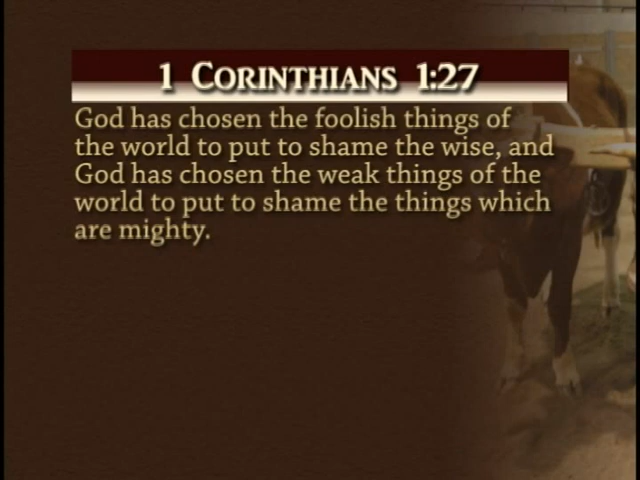 1 Corinthians 1:27
God has chosen the foolish things of
the world to put to shame the wise, and
God has chosen the weak things of the
world to put to shame the things which
are mighty.